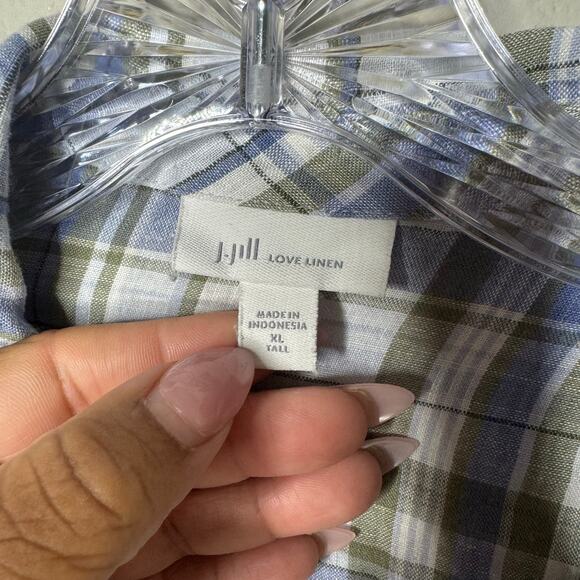 J.Jill LOVE LINEN
MADE IN
INDONESIA
XL
TALL